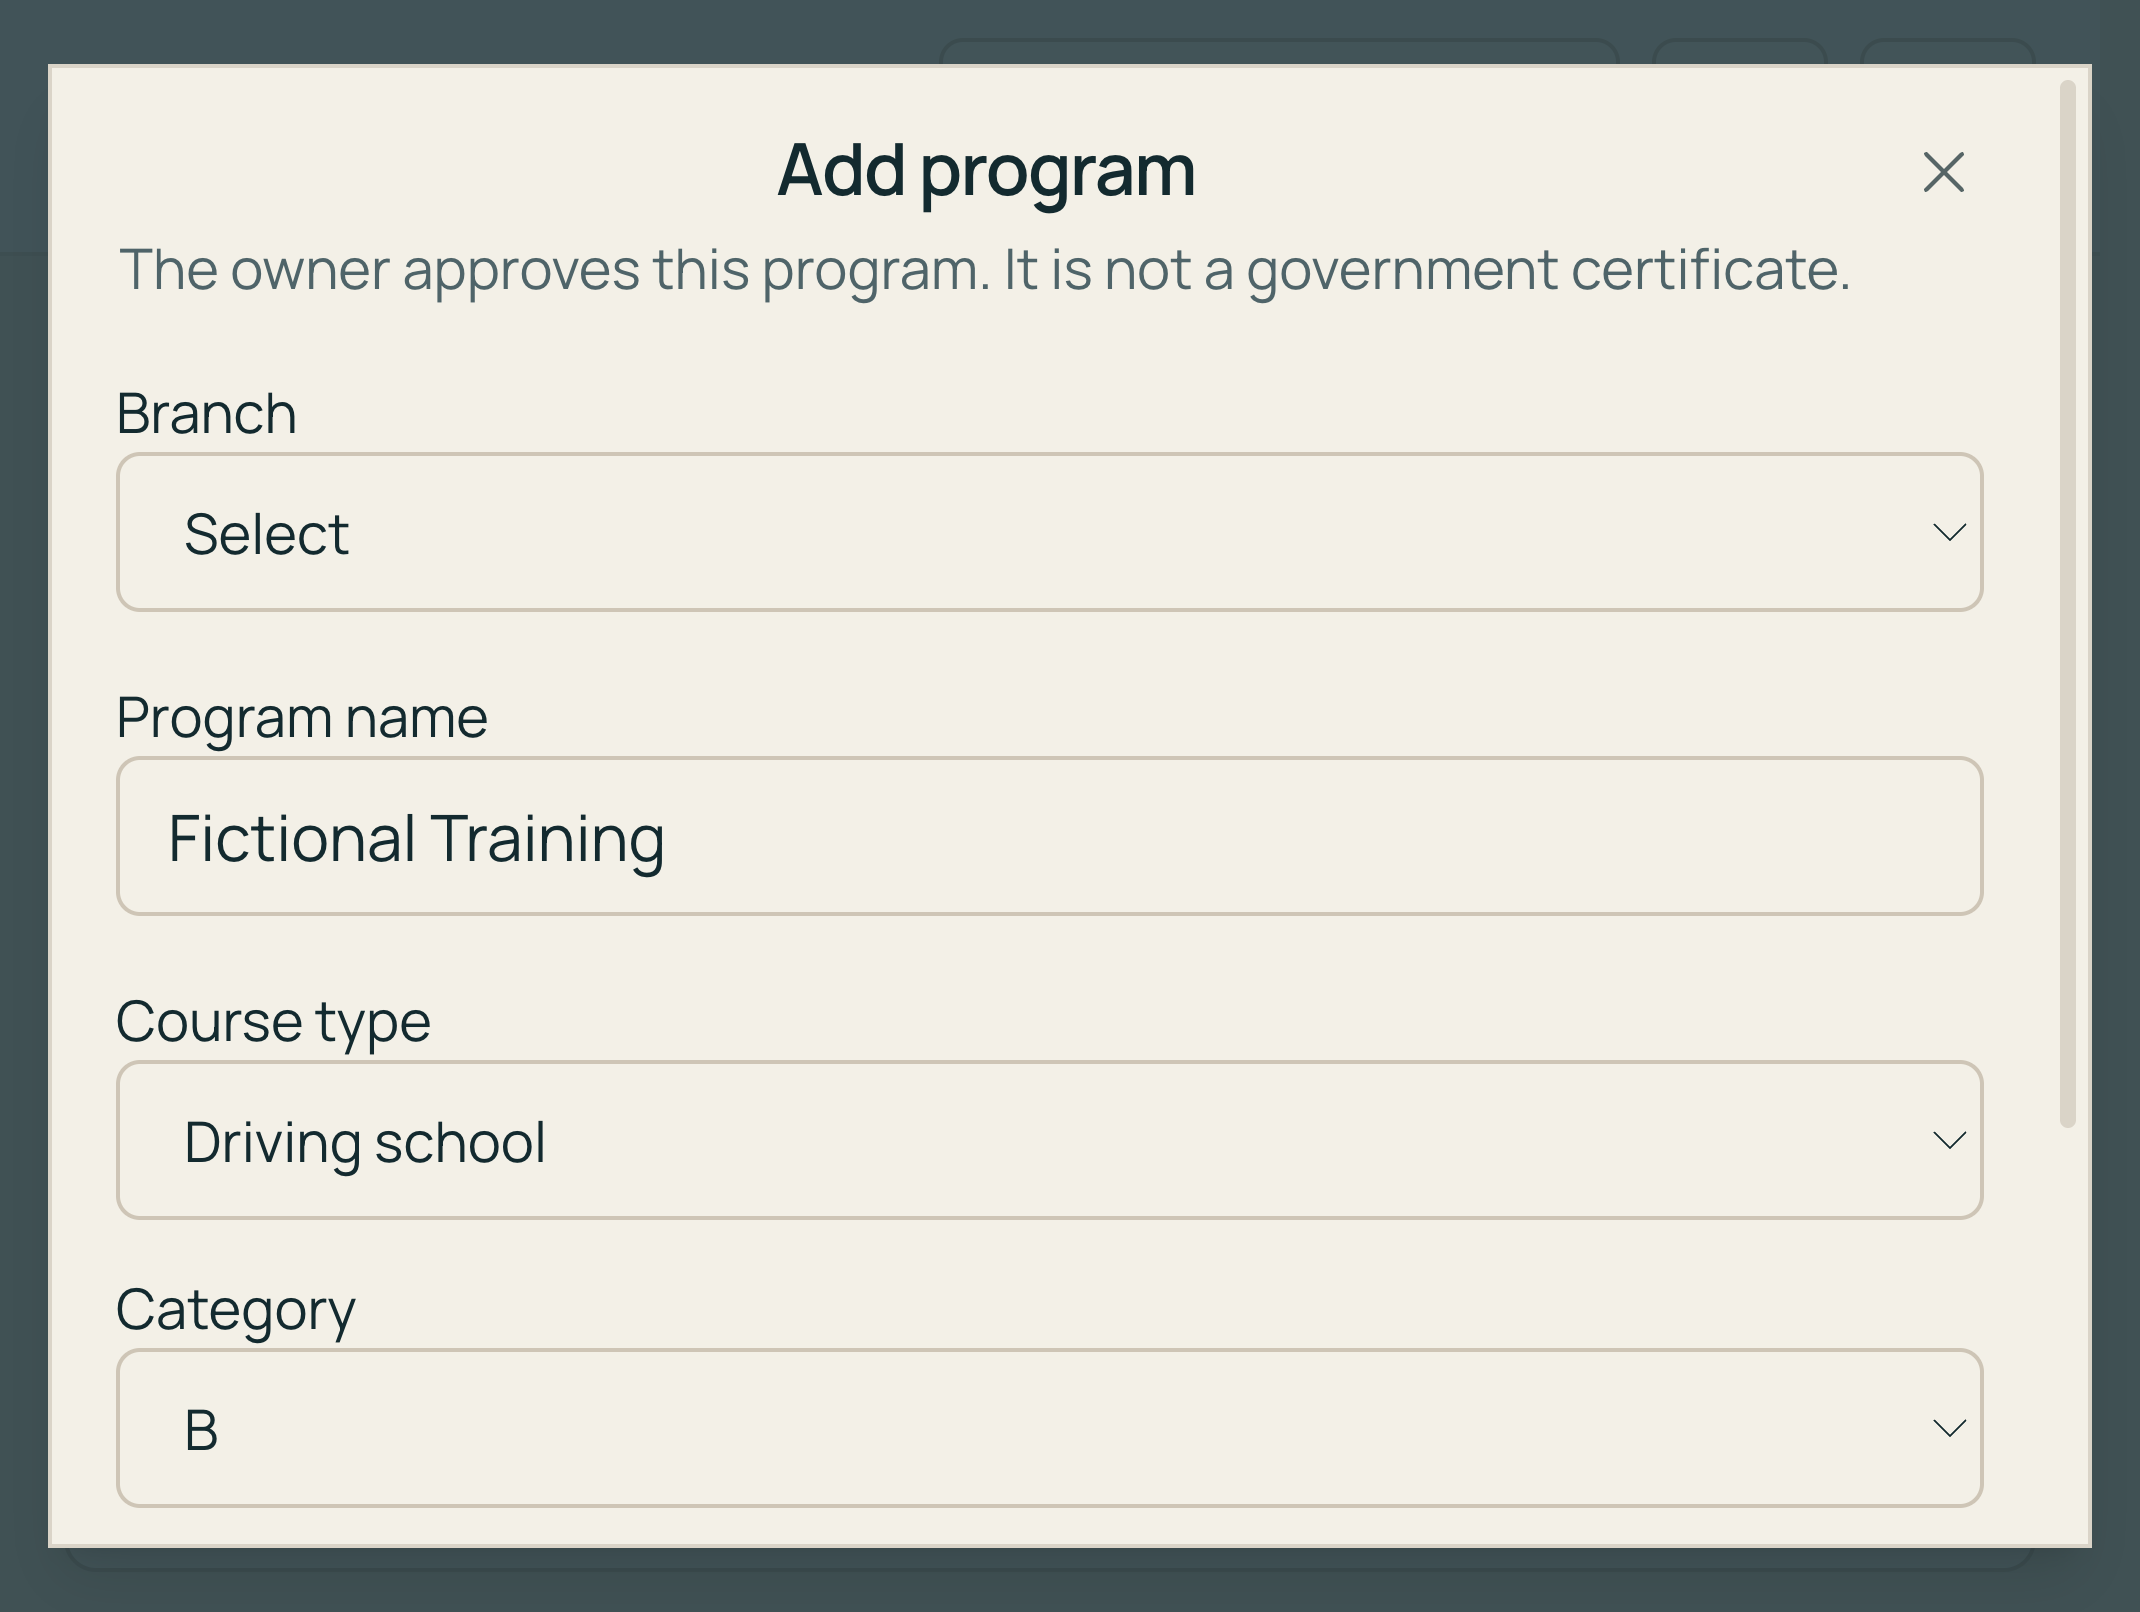 Add program
The owner approves this program. It is not a government certificate.
Branch
Select
Program name
Fictional Training
Course type
Driving school
Category
B